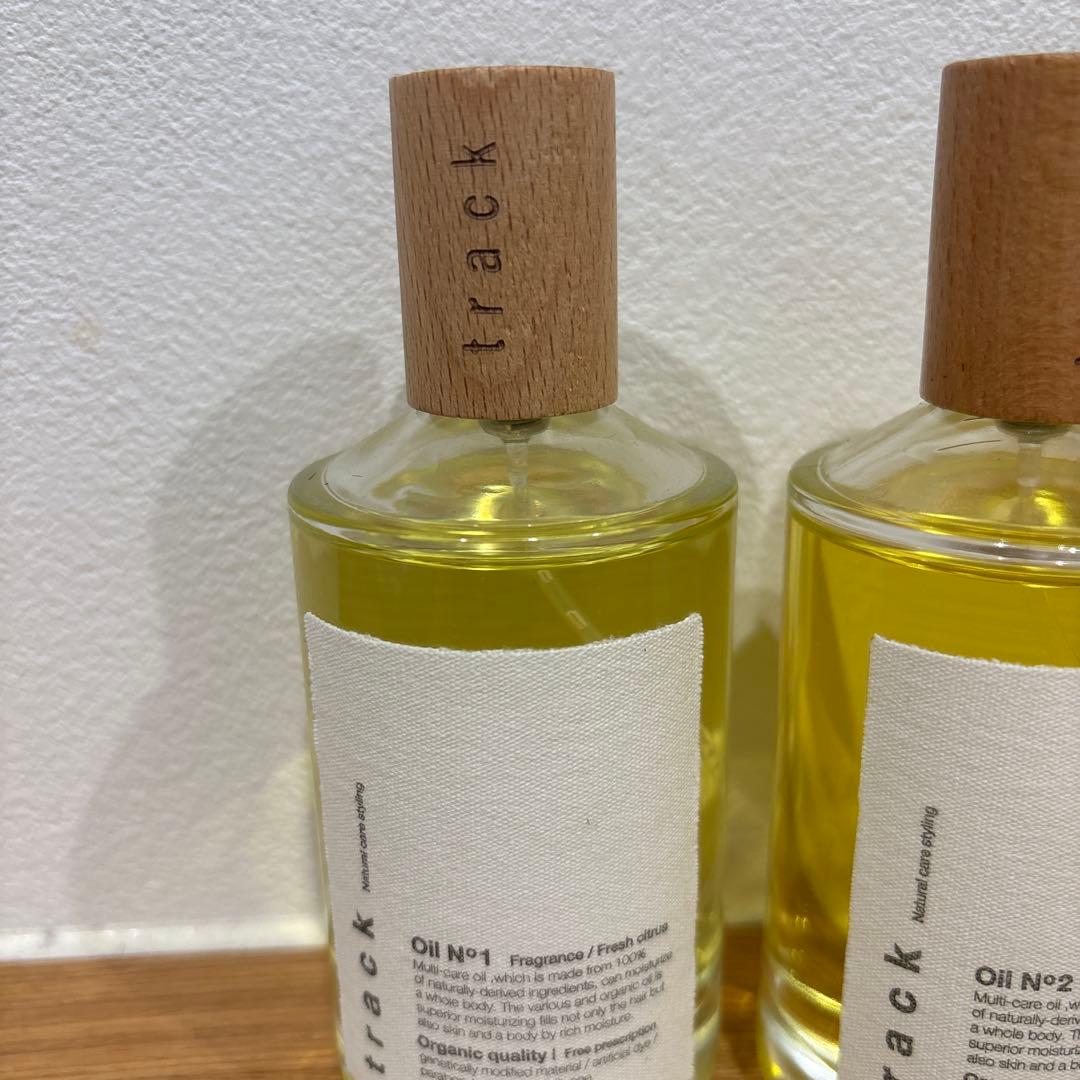 track
track
Natural care styling
Oil Nº1 Fragrance / Fresh citrus
Multi-care oil ,which is made from 100%
of naturally-derived ingredients, can moisturize
a whole body. The various and organic oil is
superior moisturizing fills not only the hair but
also skin and a body by rich moisture.
Organic quality | Free prescription
genetically modified material / artificial dye /
rack
Natural care styling
Oil Nº2
Multi-care oil ,w
of naturally-deriv
a whole body. Th
superior moisturiz
also skin and a b